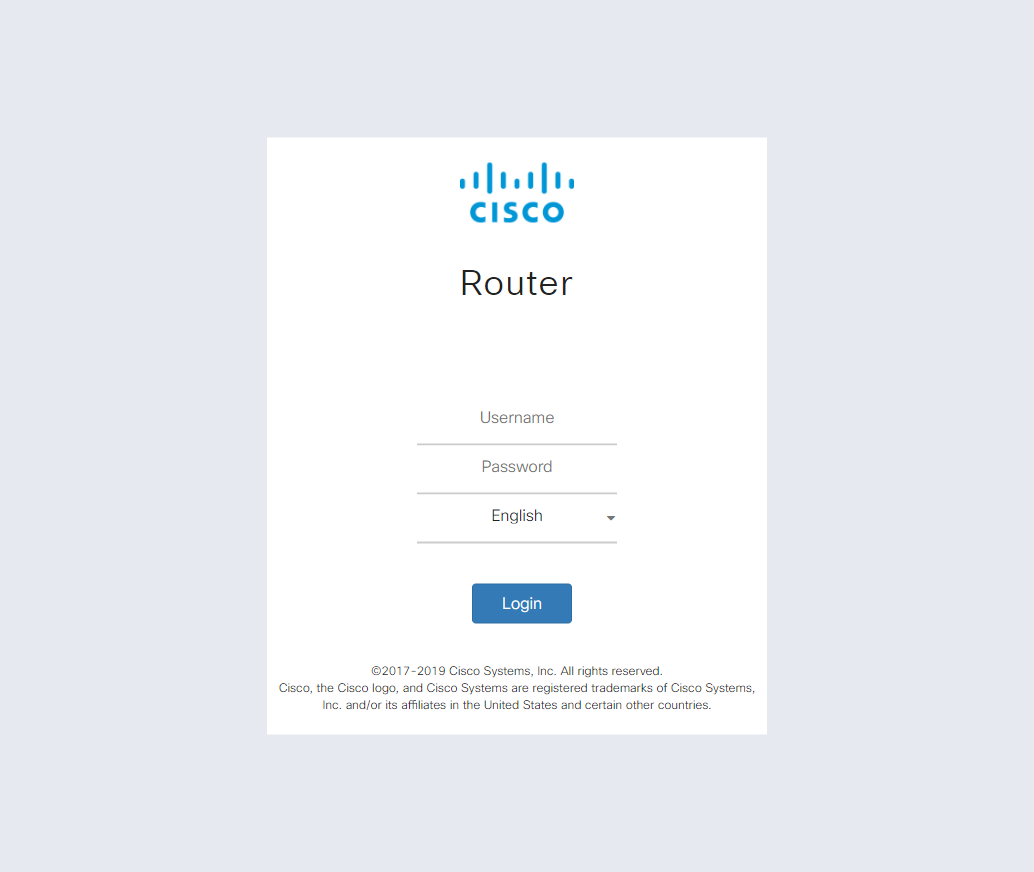 CISCO
Router
Username
Password
English
Login
©2017-2019 Cisco Systems, Inc. All rights reserved.
Cisco, the Cisco logo, and Cisco Systems are registered trademarks of Cisco Systems,
Inc. and/or its affiliates in the United States and certain other countries.